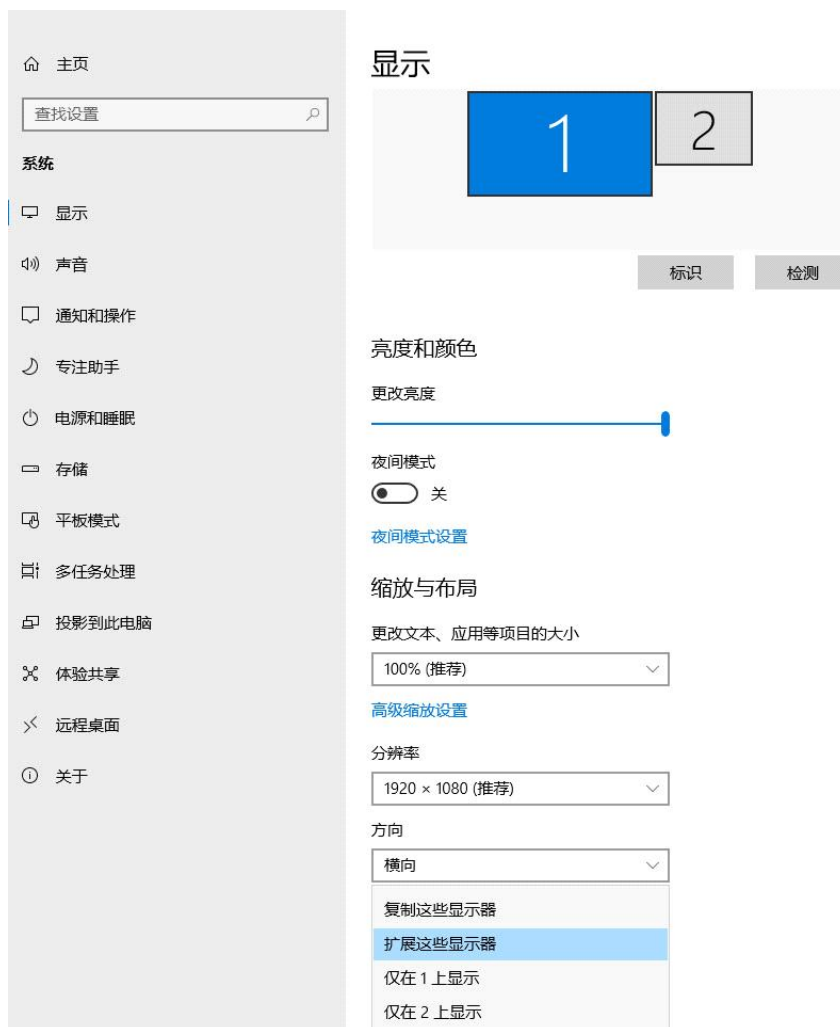 主页
查找设置
系统
显示
声音
通知和操作
专注助手
电源和睡眠
存储
平板模式
多任务处理
投影到此电脑
体验共享
远程桌面
关于
显示
1
2
标识
检测
亮度和颜色
更改亮度
夜间模式
关
夜间模式设置
缩放与布局
更改文本、应用等项目的大小
100% (推荐)
高级缩放设置
分辨率
1920 × 1080 (推荐)
方向
横向
复制这些显示器
扩展这些显示器
仅在 1 上显示
仅在 2 上显示